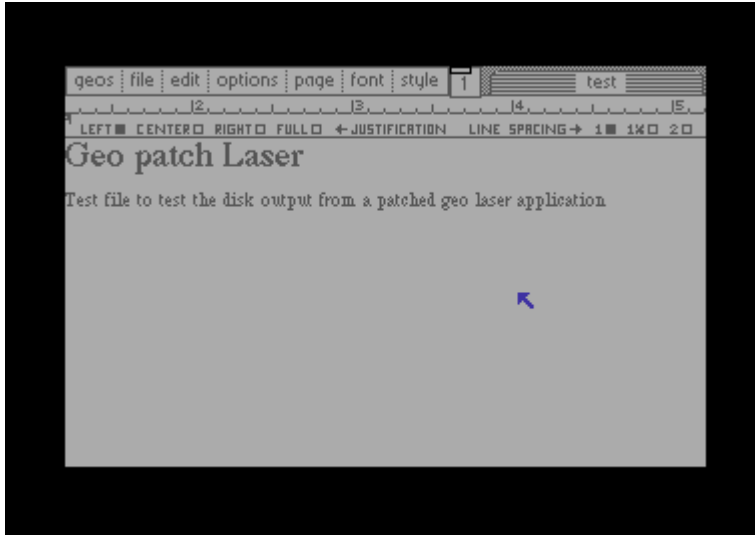 geos file edit options page font style 1 test
2 3 4 5
LEFT CENTER RIGHT FULL ←JUSTIFICATION LINE SPACING→ 1 1½ 2
Geo patch Laser
Test file to test the disk output from a patched geo laser application